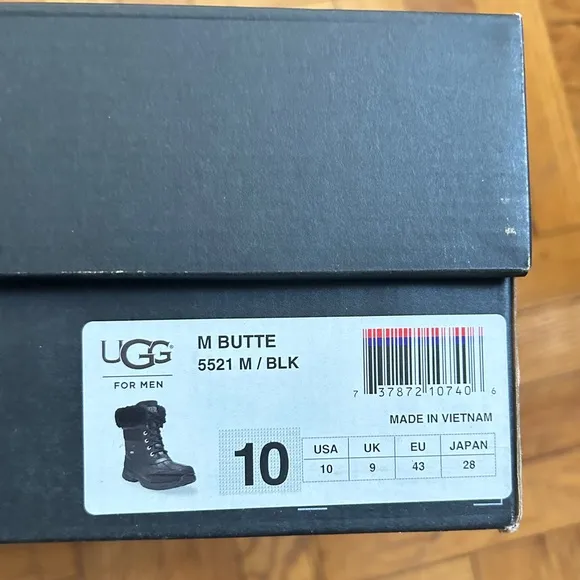 UGG
FOR MEN
M BUTTE
5521 M / BLK
7 37872 10740 6
MADE IN VIETNAM
10
USA UK EU JAPAN
10 9 43 28